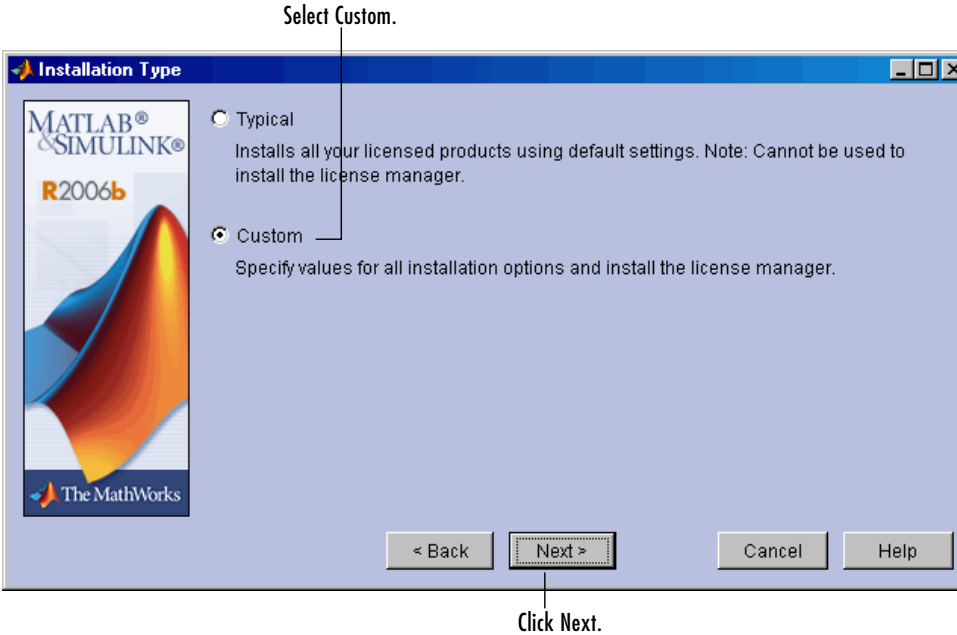 Select Custom.
Installation Type
MATLAB®
&SIMULINK®
R2006b
The MathWorks
Typical
Installs all your licensed products using default settings. Note: Cannot be used to
install the license manager.
Custom
Specify values for all installation options and install the license manager.
< Back
Next >
Cancel
Help
Click Next.